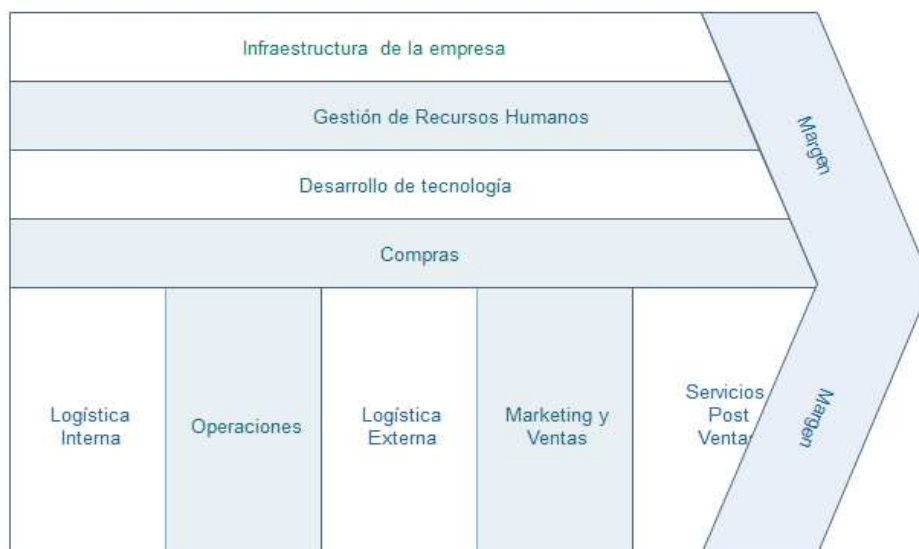 Infraestructura de la empresa
Gestión de Recursos Humanos
Margen
Desarrollo de tecnología
Compras
Logística
Interna
Operaciones
Logística
Externa
Marketing y
Ventas
Servicios
Post
Ventas
Margen